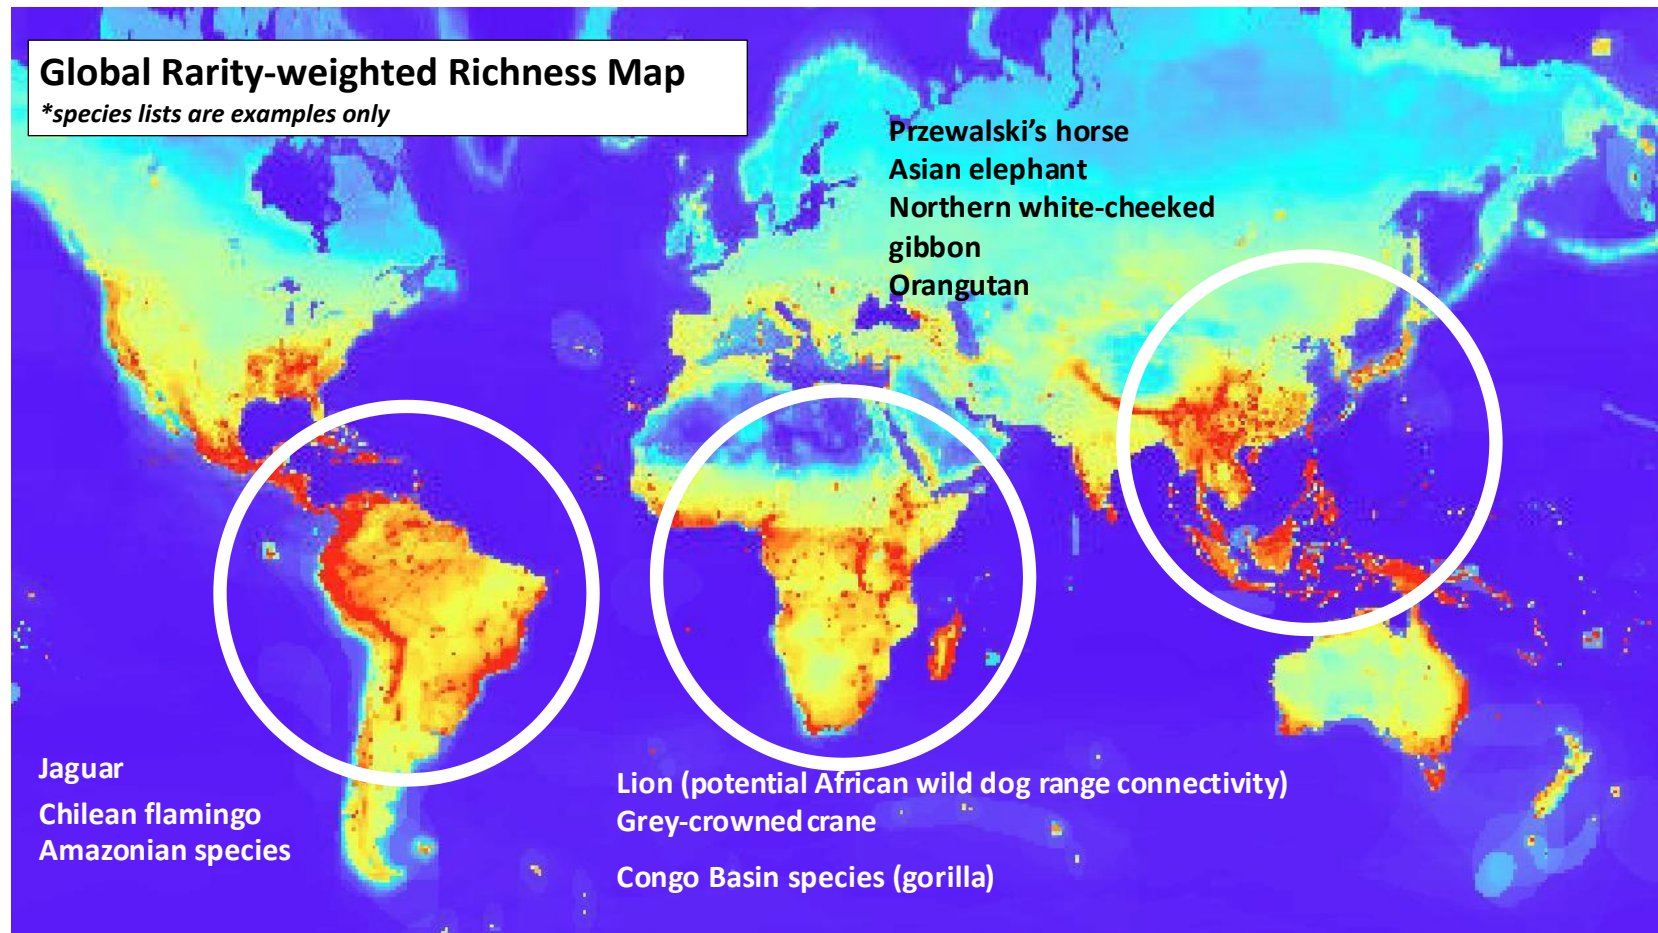 Global Rarity-weighted Richness Map
*species lists are examples only
Przewalski’s horse
Asian elephant
Northern white-cheeked
gibbon
Orangutan
Jaguar
Chilean flamingo
Amazonian species
Lion (potential African wild dog range connectivity)
Grey-crowned crane
Congo Basin species (gorilla)